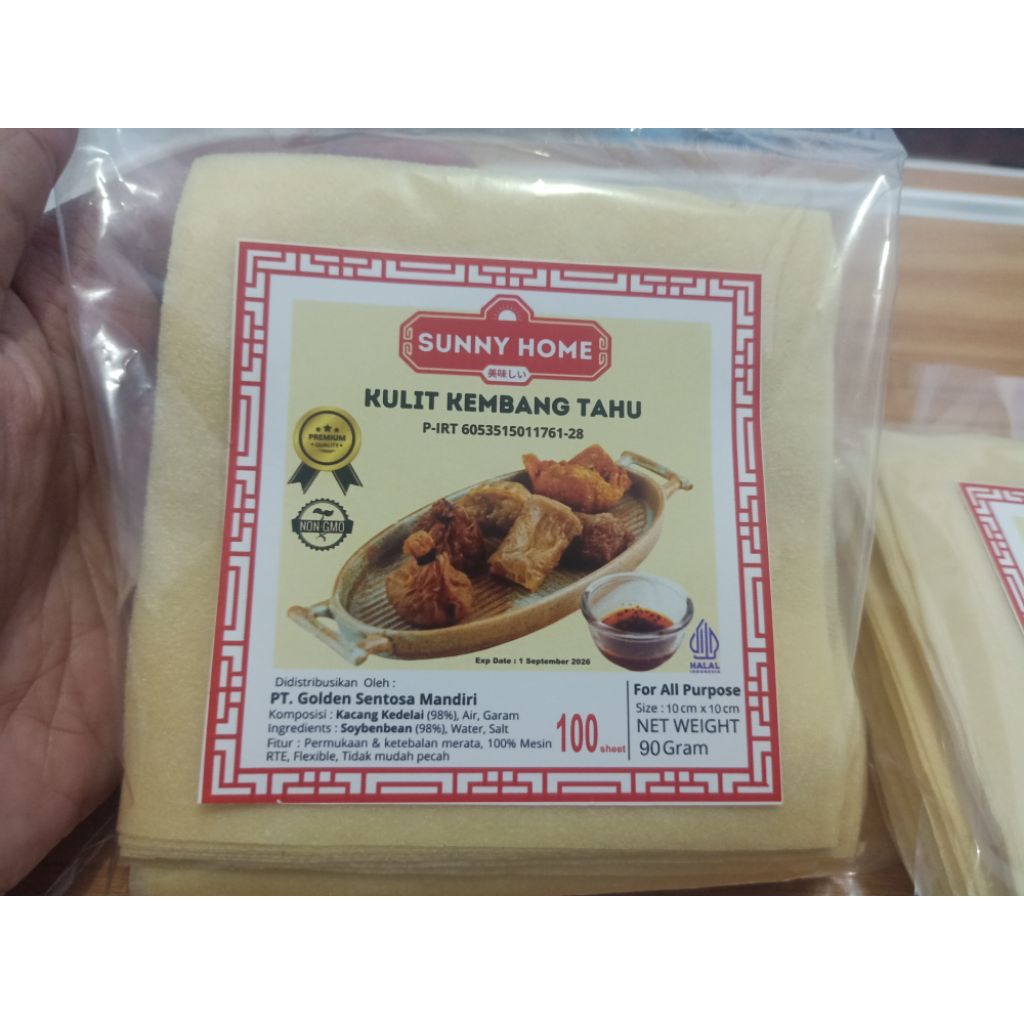 SUNNY HOME
美味しい
KULIT KEMBANG TAHU
P-IRT 6053515011761-28
PREMIUM
QUALITY
NON GMO
HALAL
INDONESIA
Exp Date : 1 September 2026
Didistribusikan Oleh :
PT. Golden Sentosa Mandiri
Komposisi : Kacang Kedelai (98%), Air, Garam
Ingredients : Soybenbean (98%), Water, Salt
Fitur : Permukaan & ketebalan merata, 100% Mesin
RTE, Flexible, Tidak mudah pecah
100 sheet
For All Purpose
Size : 10 cm x 10 cm
NET WEIGHT
90 Gram